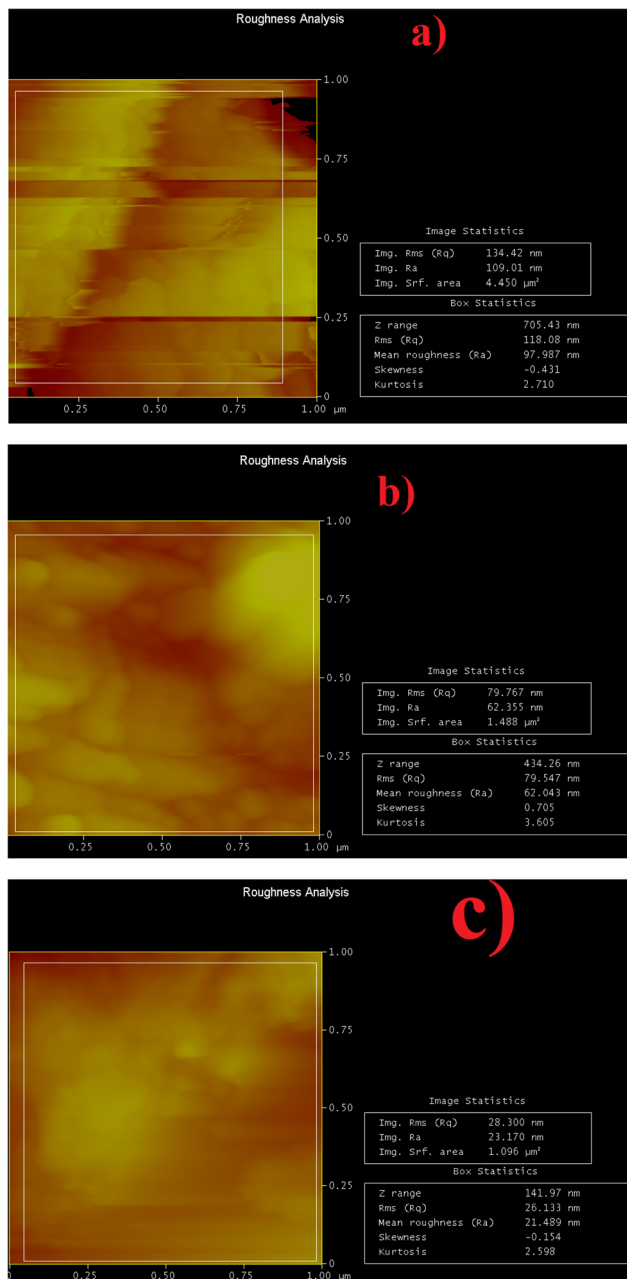 Roughness Analysis
a)
1.00
0.75
0.50
0.25
0
0.25 0.50 0.75 1.00 µm
Image Statistics
Img. Rms (Rq) 134.42 nm
Img. Ra 109.01 nm
Img. Srf. area 4.450 µm²
Box Statistics
Z range 705.43 nm
Rms (Rq) 118.08 nm
Mean roughness (Ra) 97.987 nm
Skewness -0.431
Kurtosis 2.710
Roughness Analysis
b)
1.00
0.75
0.50
0.25
0
0.25 0.50 0.75 1.00 µm
Image Statistics
Img. Rms (Rq) 79.767 nm
Img. Ra 62.355 nm
Img. Srf. area 1.488 µm²
Box Statistics
Z range 434.26 nm
Rms (Rq) 79.547 nm
Mean roughness (Ra) 62.043 nm
Skewness 0.705
Kurtosis 3.605
Roughness Analysis
c)
1.00
0.75
0.50
0.25
0
0 0.25 0.50 0.75 1.00 µm
Image Statistics
Img. Rms (Rq) 28.300 nm
Img. Ra 23.170 nm
Img. Srf. area 1.096 µm²
Box Statistics
Z range 141.97 nm
Rms (Rq) 26.133 nm
Mean roughness (Ra) 21.489 nm
Skewness -0.154
Kurtosis 2.598